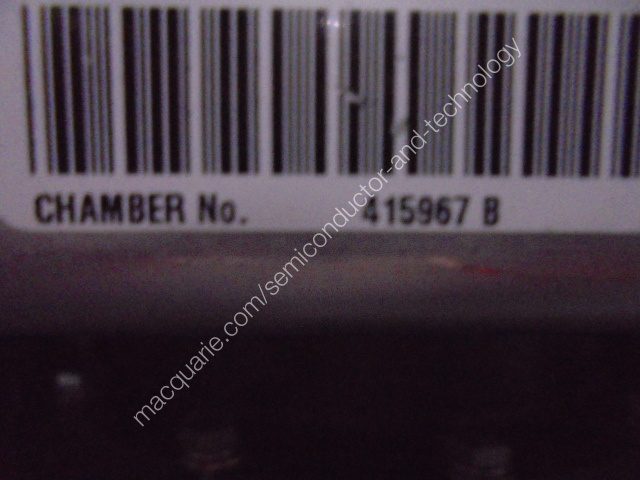 CHAMBER No. 415967 B
macquarie.com/semiconductor-and-technology